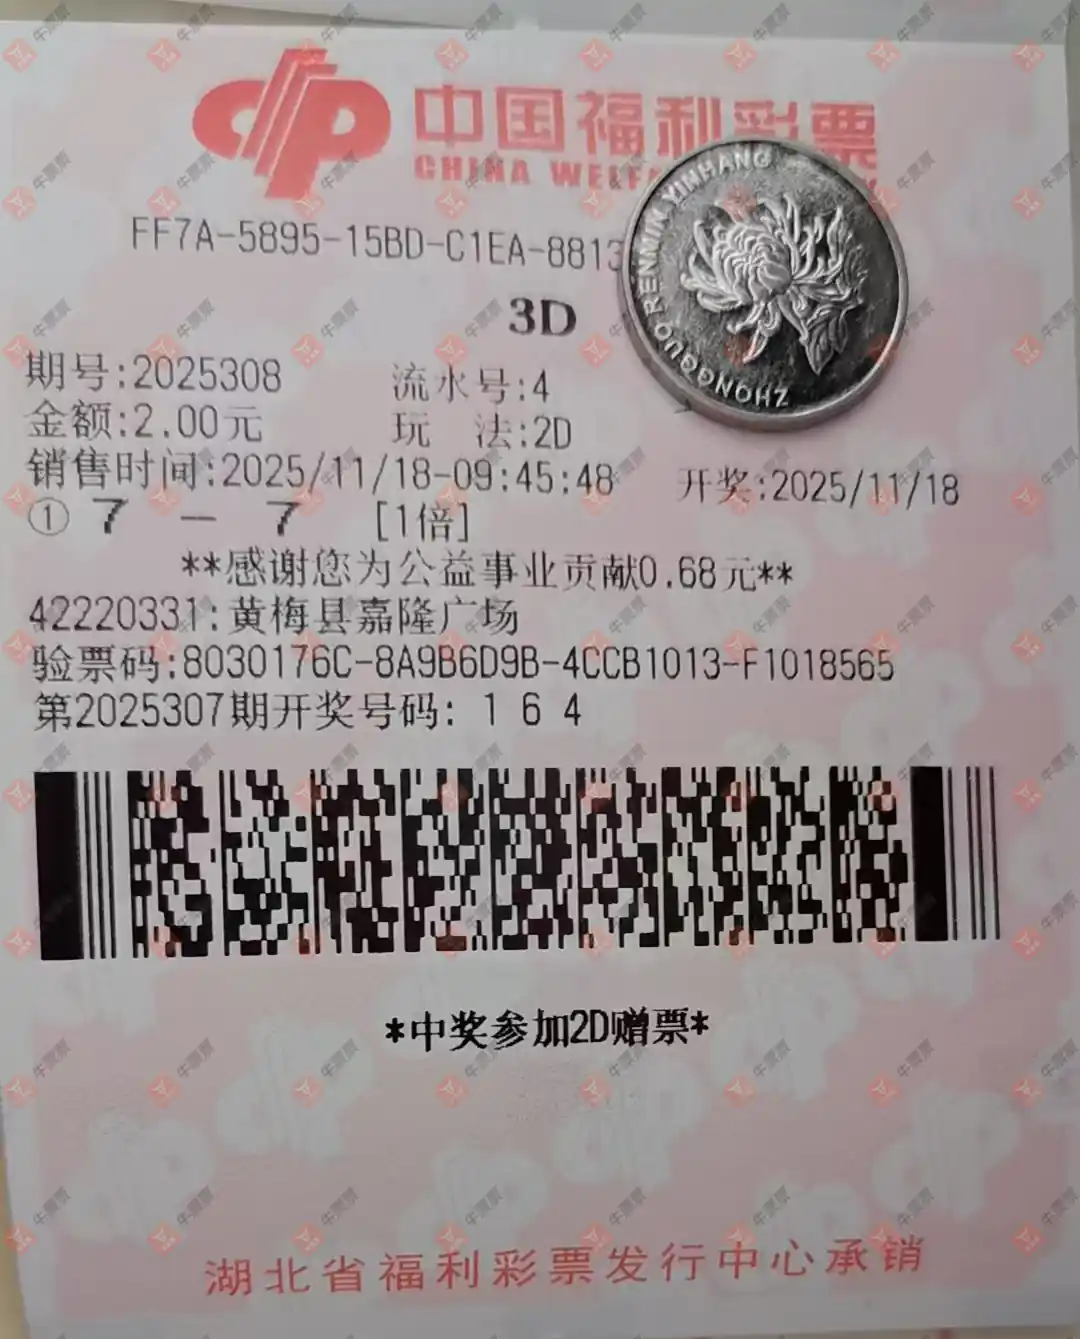 中国福利彩票
CHINA WELF
FF7A-5895-15BD-C1EA-8813
ZHONGGUO RENMIN YINHANG
3D
期号:2025308 流水号:4
金额:2.00元 玩 法:2D
销售时间:2025/11/18-09:45:48 开奖:2025/11/18
① 7 - 7 [1倍]
**感谢您为公益事业贡献0.68元**
42220331:黄梅县嘉隆广场
验票码:8030176C-8A9B6D9B-4CCB1013-F1018565
第2025307期开奖号码: 1 6 4
*中奖参加2D赠票*
湖北省福利彩票发行中心承销
牛票票